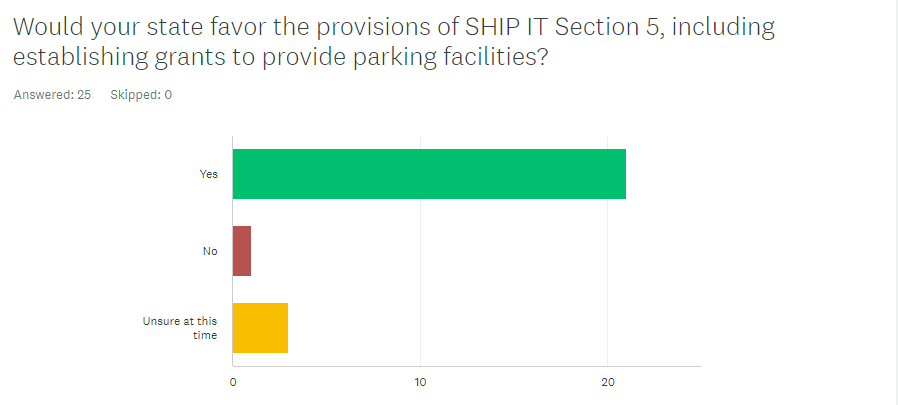 Would your state favor the provisions of SHIP IT Section 5, including
establishing grants to provide parking facilities?
Answered: 25 Skipped: 0
Yes
No
Unsure at this
time
0 10 20